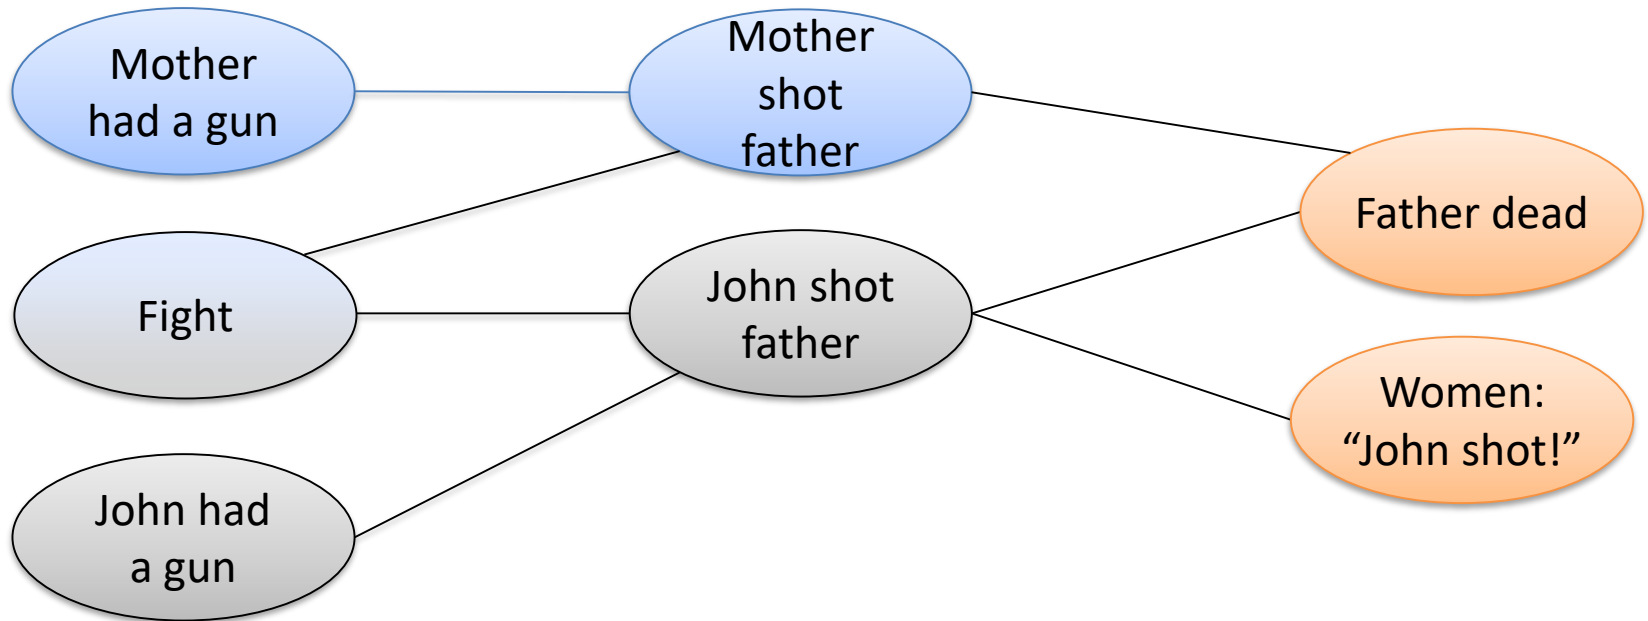 Mother
had a gun
Mother
shot
father
Father dead
Fight
John shot
father
Women:
“John shot!”
John had
a gun